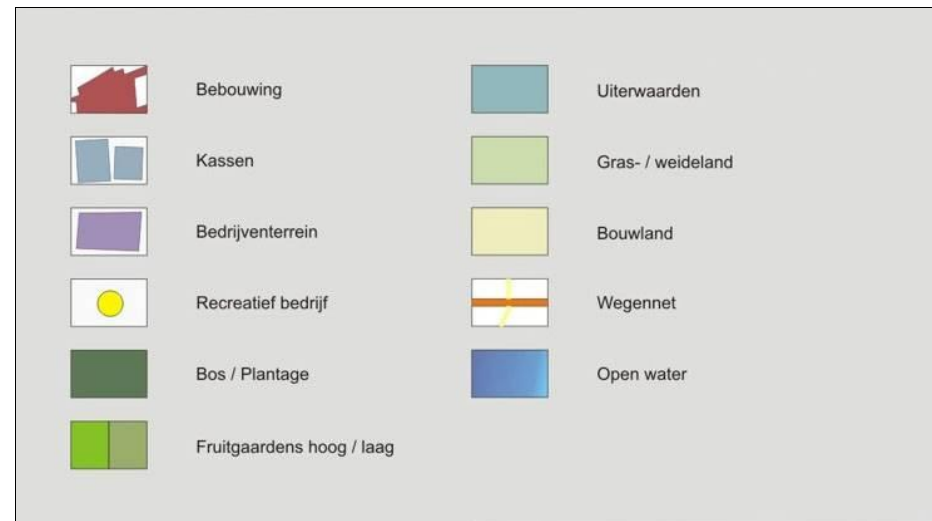 Bebouwing
Kassen
Bedrijventerrein
Recreatief bedrijf
Bos / Plantage
Fruitgaardens hoog / laag
Uiterwaarden
Gras- / weideland
Bouwland
Wegennet
Open water